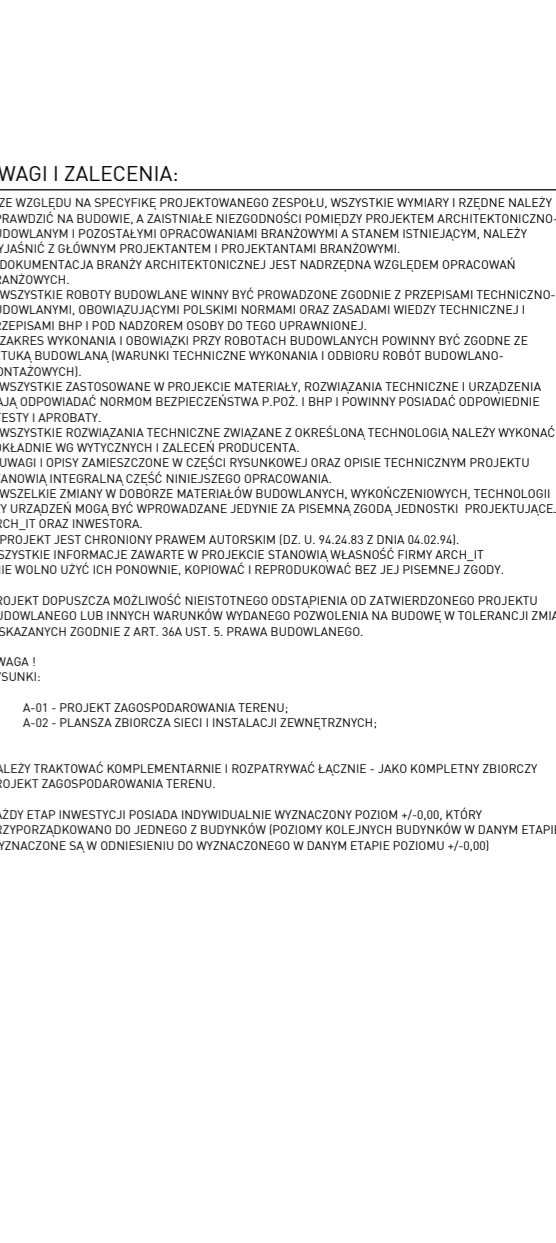 WAGI I ZALECENIA:
ZE WZGLĘDU NA SPECYFIKĘ PROJEKTOWANEGO ZESPOŁU, WSZYSTKIE WYMIARY I RZĘDNE NALEŻY
PRAWDZIĆ NA BUDOWIE, A ZAISTNIAŁE NIEZGODNOŚCI POMIĘDZY PROJEKTEM ARCHITEKTONICZNO-
UDOWLANYM I POZOSTAŁYMI OPRACOWANIAMI BRANŻOWYMI A STANEM ISTNIEJĄCYM, NALEŻY
YJAŚNIĆ Z GŁÓWNYM PROJEKTANTEM I PROJEKTANTAMI BRANŻOWYMI.
DOKUMENTACJA BRANŻY ARCHITEKTONICZNEJ JEST NADRZĘDNA WZGLĘDEM OPRACOWAŃ
RANŻOWYCH.
WSZYSTKIE ROBOTY BUDOWLANE WINNY BYĆ PROWADZONE ZGODNIE Z PRZEPISAMI TECHNICZNO-
UDOWLANYMI, OBOWIĄZUJĄCYMI POLSKIMI NORMAMI ORAZ ZASADAMI WIEDZY TECHNICZNEJ I
RZEPISAMI BHP I POD NADZOREM OSOBY DO TEGO UPRAWNIONEJ.
ZAKRES WYKONANIA I OBOWIĄZKI PRZY ROBOTACH BUDOWLANYCH POWINNY BYĆ ZGODNE ZE
ZTUKĄ BUDOWLANĄ (WARUNKI TECHNICZNE WYKONANIA I ODBIORU ROBÓT BUDOWLANO-
ONTAŻOWYCH).
WSZYSTKIE ZASTOSOWANE W PROJEKCIE MATERIAŁY, ROZWIĄZANIA TECHNICZNE I URZĄDZENIA
AJĄ ODPOWIADAĆ NORMOM BEZPIECZEŃSTWA P.POŻ. I BHP I POWINNY POSIADAĆ ODPOWIEDNIE
TESTY I APROBATY.
WSZYSTKIE ROZWIĄZANIA TECHNICZNE ZWIĄZANE Z OKREŚLONĄ TECHNOLOGIĄ NALEŻY WYKONAĆ
OKŁADNIE WG WYTYCZNYCH I ZALECEŃ PRODUCENTA.
UWAGI I OPISY ZAMIESZCZONE W CZĘŚCI RYSUNKOWEJ ORAZ OPISIE TECHNICZNYM PROJEKTU
TANOWIĄ INTEGRALNĄ CZĘŚĆ NINIEJSZEGO OPRACOWANIA.
WSZELKIE ZMIANY W DOBORZE MATERIAŁÓW BUDOWLANYCH, WYKOŃCZENIOWYCH, TECHNOLOGII
ZY URZĄDZEŃ MOGĄ BYĆ WPROWADZANE JEDYNIE ZA PISEMNĄ ZGODĄ JEDNOSTKI PROJEKTUJĄCEJ
RCH_IT ORAZ INWESTORA.
PROJEKT JEST CHRONIONY PRAWEM AUTORSKIM (DZ. U. 94.24.83 Z DNIA 04.02.94).
SZYSTKIE INFORMACJE ZAWARTE W PROJEKCIE STANOWIĄ WŁASNOŚĆ FIRMY ARCH_IT
NIE WOLNO UŻYĆ ICH PONOWNIE, KOPIOWAĆ I REPRODUKOWAĆ BEZ JEJ PISEMNEJ ZGODY.
ROJEKT DOPUSZCZA MOŻLIWOŚĆ NIEISTOTNEGO ODSTĄPIENIA OD ZATWIERDZONEGO PROJEKTU
UDOWLANEGO LUB INNYCH WARUNKÓW WYDANEGO POZWOLENIA NA BUDOWĘ W TOLERANCJI ZMIA
SKAZANYCH ZGODNIE Z ART. 36A UST. 5. PRAWA BUDOWLANEGO.
WAGA !
YSUNKI:
A-01 - PROJEKT ZAGOSPODAROWANIA TERENU;
A-02 - PLANSZA ZBIORCZA SIECI I INSTALACJI ZEWNĘTRZNYCH;
ALEŻY TRAKTOWAĆ KOMPLEMENTARNIE I ROZPATRYWAĆ ŁĄCZNIE - JAKO KOMPLETNY ZBIORCZY
ROJEKT ZAGOSPODAROWANIA TERENU.
AŻDY ETAP INWESTYCJI POSIADA INDYWIDUALNIE WYZNACZONY POZIOM +/-0,00, KTÓRY
RZYPORZĄDKOWANO DO JEDNEGO Z BUDYNKÓW (POZIOMY KOLEJNYCH BUDYNKÓW W DANYM ETAPIE
YZNACZONE SĄ W ODNIESIENIU DO WYZNACZONEGO W DANYM ETAPIE POZIOMU +/-0,00)